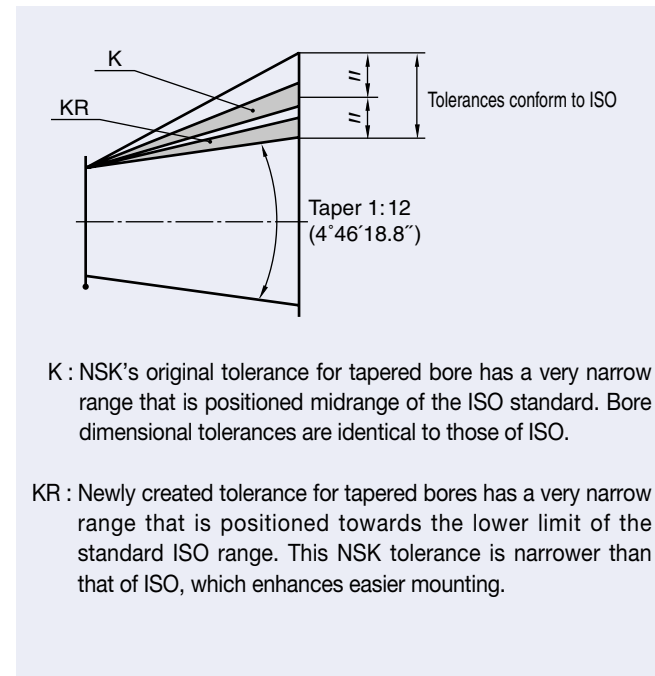 K
KR
Tolerances conform to ISO
Taper 1:12
(4˚46´18.8˝)
K : NSK’s original tolerance for tapered bore has a very narrow
range that is positioned midrange of the ISO standard. Bore
dimensional tolerances are identical to those of ISO.
KR : Newly created tolerance for tapered bores has a very narrow
range that is positioned towards the lower limit of the
standard ISO range. This NSK tolerance is narrower than
that of ISO, which enhances easier mounting.